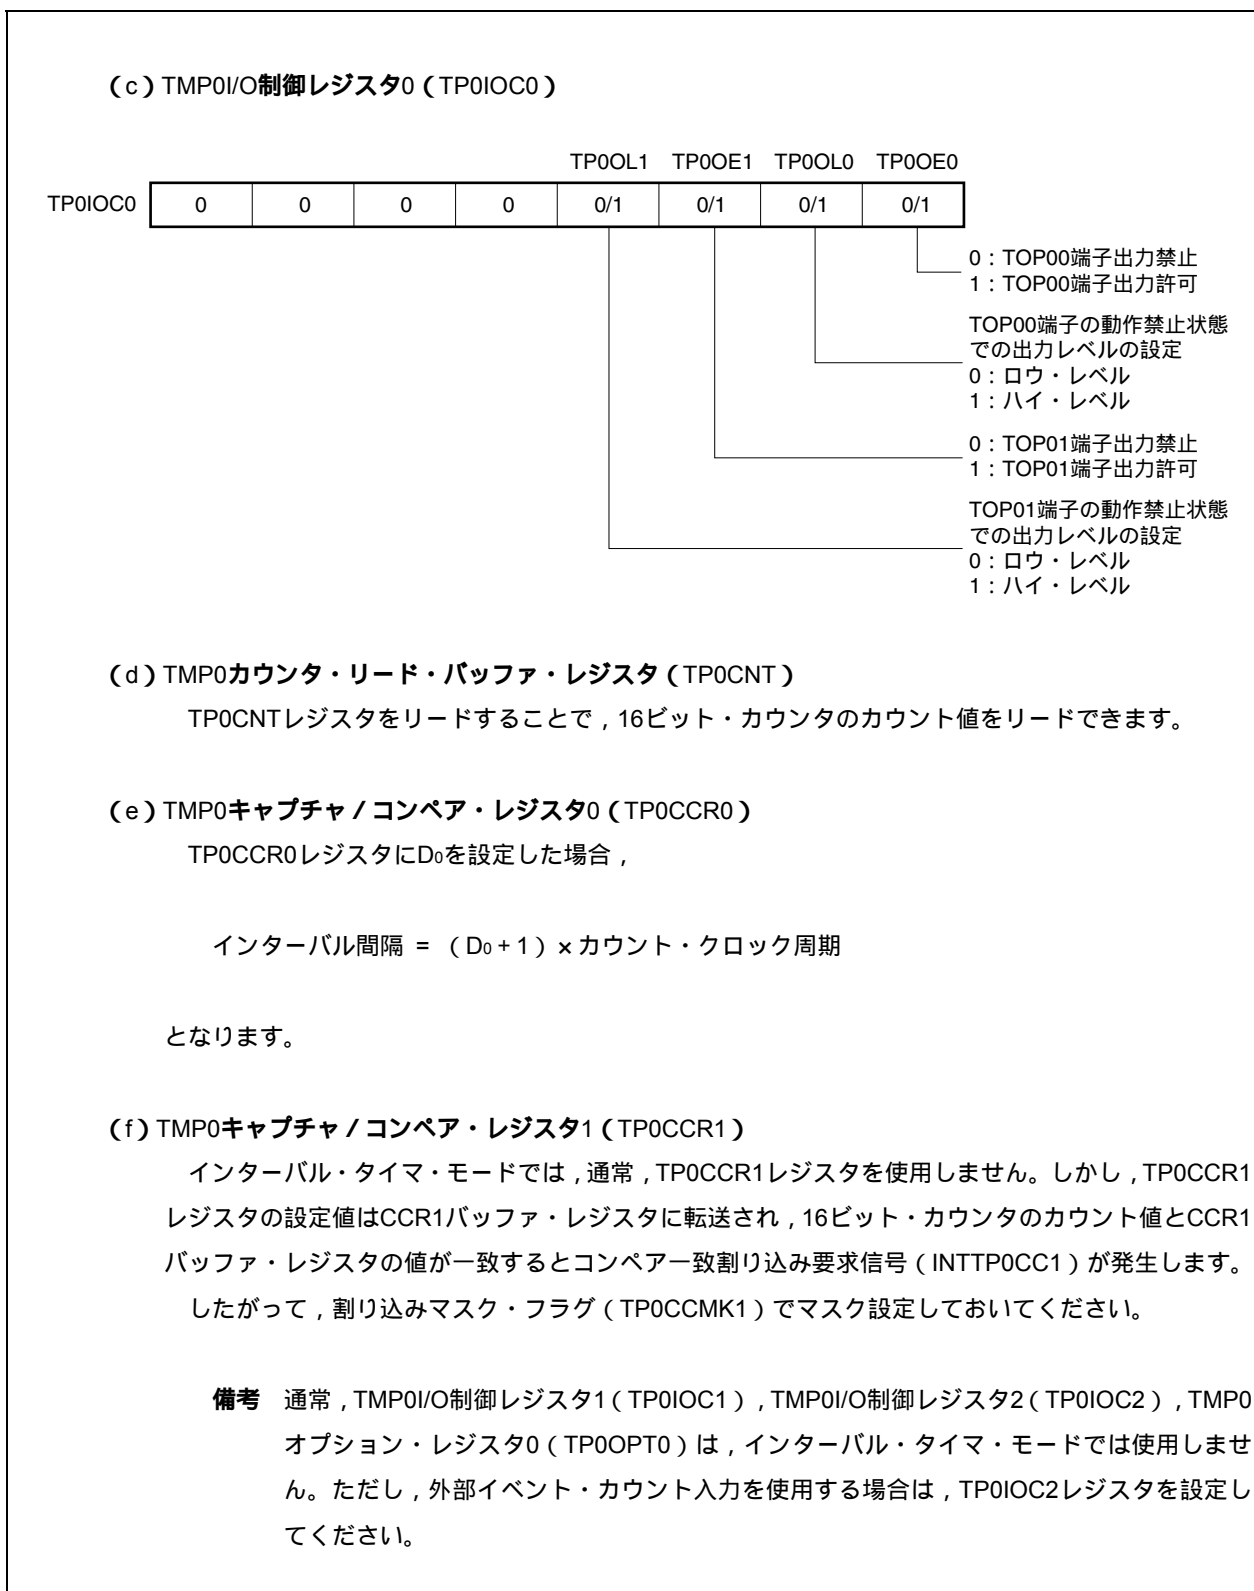 (c)TMP0I/O制御レジスタ0(TP0IOC0)
TP0OL1 TP0OE1 TP0OL0 TP0OE0
TP0IOC0 0 0 0 0 0/1 0/1 0/1 0/1
0:TOP00端子出力禁止
1:TOP00端子出力許可
TOP00端子の動作禁止状態
での出力レベルの設定
0:ロウ・レベル
1:ハイ・レベル
0:TOP01端子出力禁止
1:TOP01端子出力許可
TOP01端子の動作禁止状態
での出力レベルの設定
0:ロウ・レベル
1:ハイ・レベル
(d)TMP0カウンタ・リード・バッファ・レジスタ(TP0CNT)
TP0CNTレジスタをリードすることで,16ビット・カウンタのカウント値をリードできます。
(e)TMP0キャプチャ/コンペア・レジスタ0(TP0CCR0)
TP0CCR0レジスタにD0を設定した場合,
インターバル間隔 = (D0+1)×カウント・クロック周期
となります。
(f)TMP0キャプチャ/コンペア・レジスタ1(TP0CCR1)
インターバル・タイマ・モードでは,通常,TP0CCR1レジスタを使用しません。しかし,TP0CCR1
レジスタの設定値はCCR1バッファ・レジスタに転送され,16ビット・カウンタのカウント値とCCR1
バッファ・レジスタの値が一致するとコンペア一致割り込み要求信号(INTTP0CC1)が発生します。
したがって,割り込みマスク・フラグ(TP0CCMK1)でマスク設定しておいてください。
備考 通常,TMP0I/O制御レジスタ1(TP0IOC1),TMP0I/O制御レジスタ2(TP0IOC2),TMP0
オプション・レジスタ0(TP0OPT0)は,インターバル・タイマ・モードでは使用しませ
ん。ただし,外部イベント・カウント入力を使用する場合は,TP0IOC2レジスタを設定し
てください。